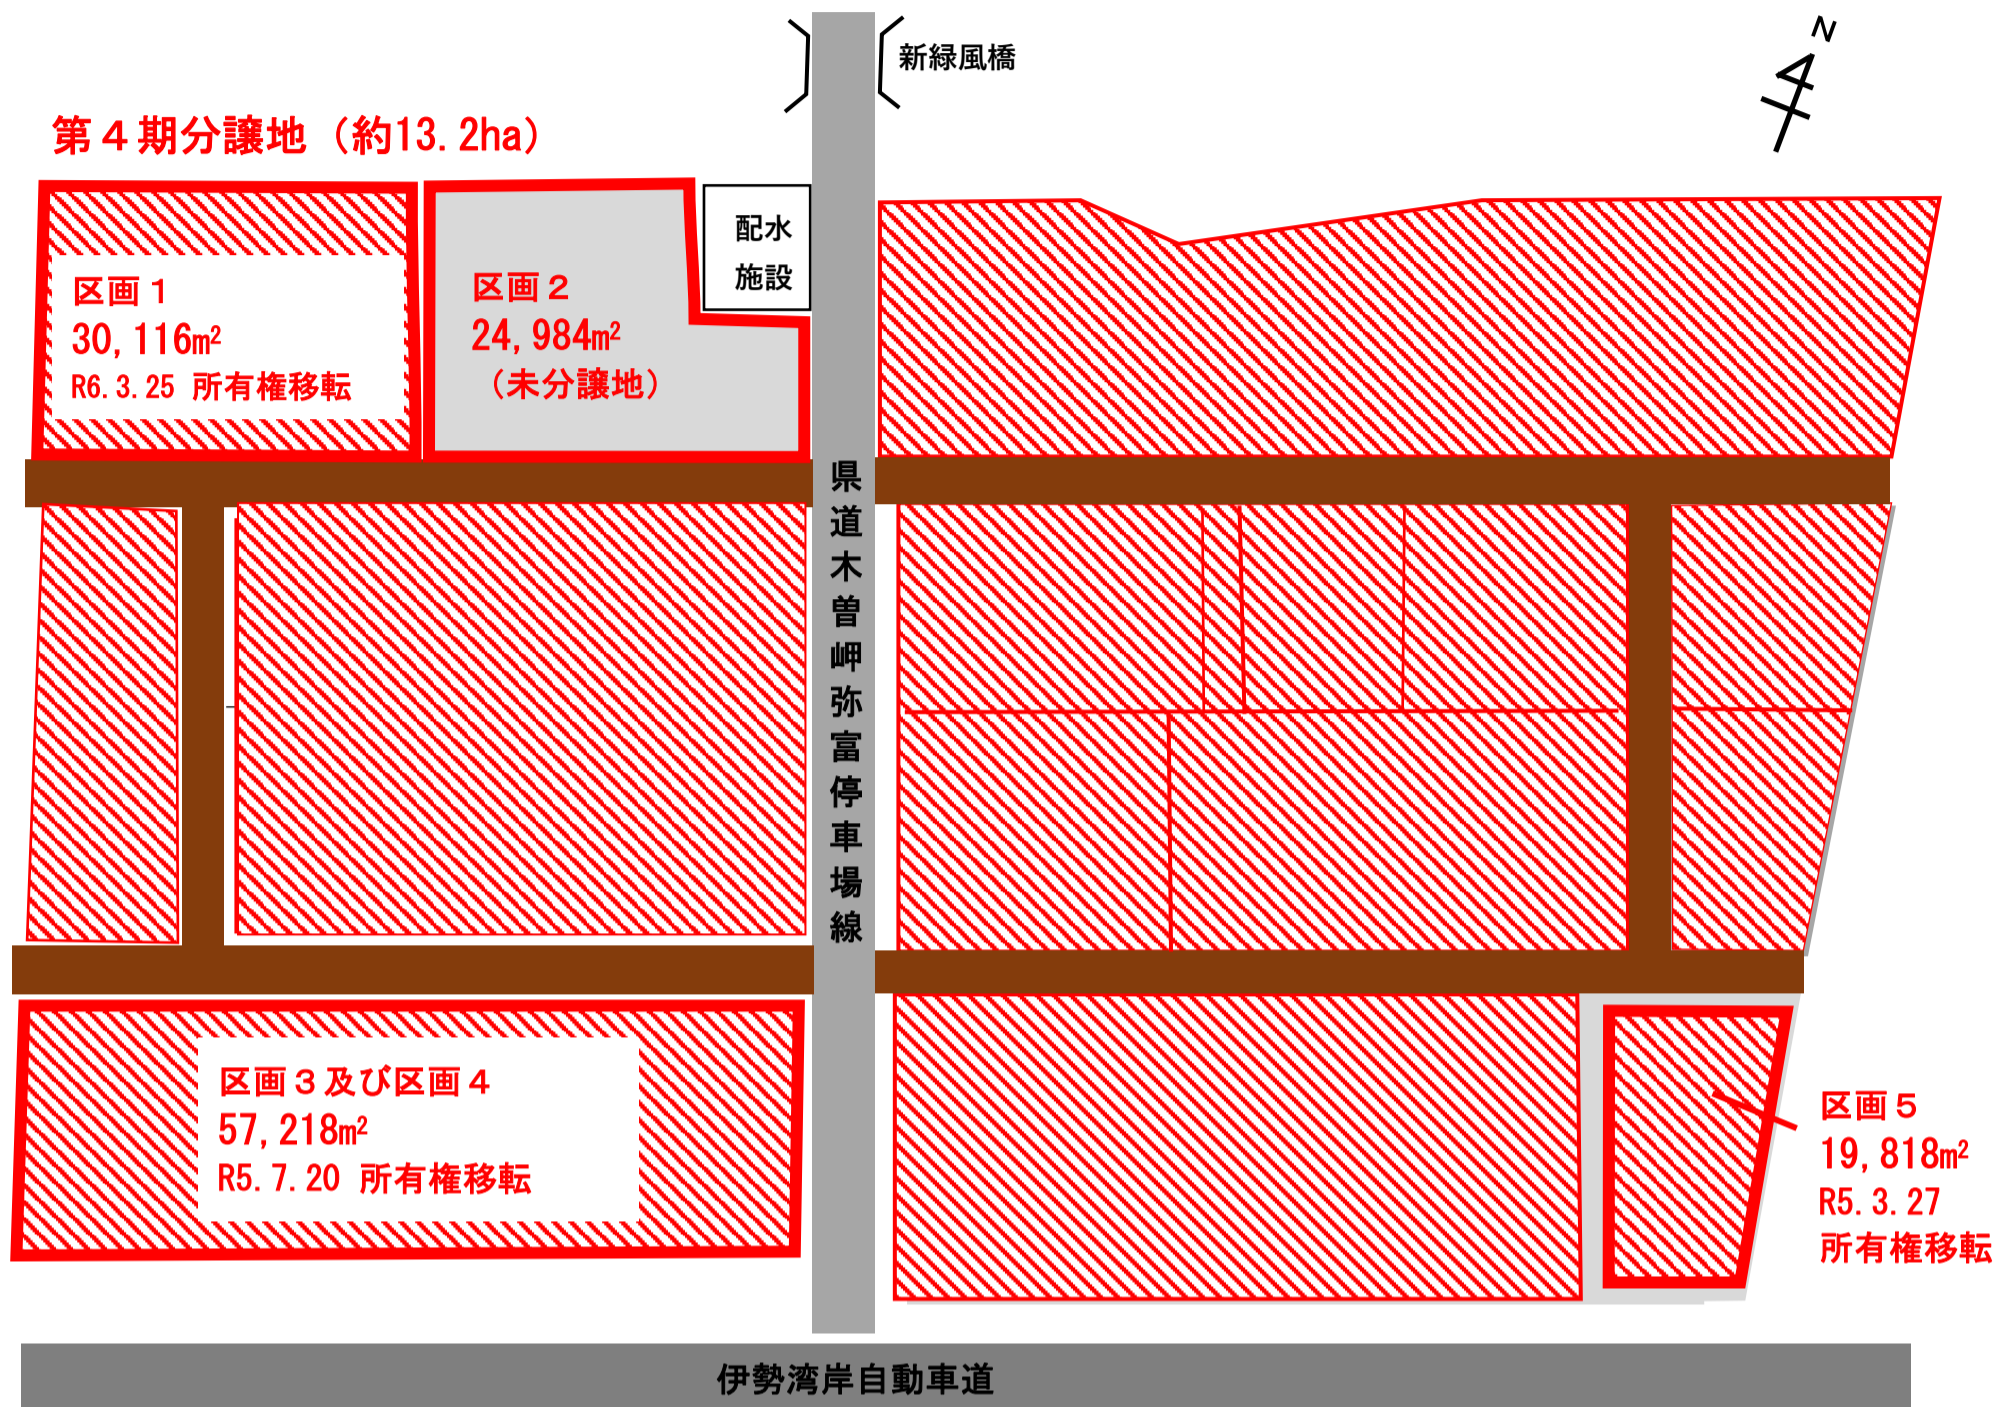 新緑風橋
N
第４期分譲地（約13.2ha）
配水
施設
区画１
30,116㎡
R6.3.25 所有権移転
区画２
24,984㎡
（未分譲地）
県道木曽岬弥富停車場線
区画３及び区画４
57,218㎡
R5.7.20 所有権移転
区画５
19,818㎡
R5.3.27
所有権移転
伊勢湾岸自動車道